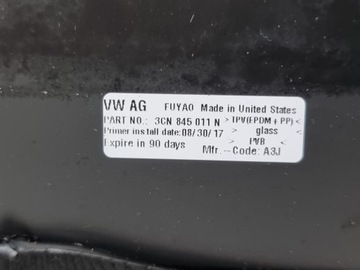 VW AG FUYAO Made in United States
PART NO.: 3CN 845 011 N >TPV(EPDM+PP)<
Primer install date:08/30/17 > glass <
Expire in 90 days > PVB <
Mfr.-Code: A3J